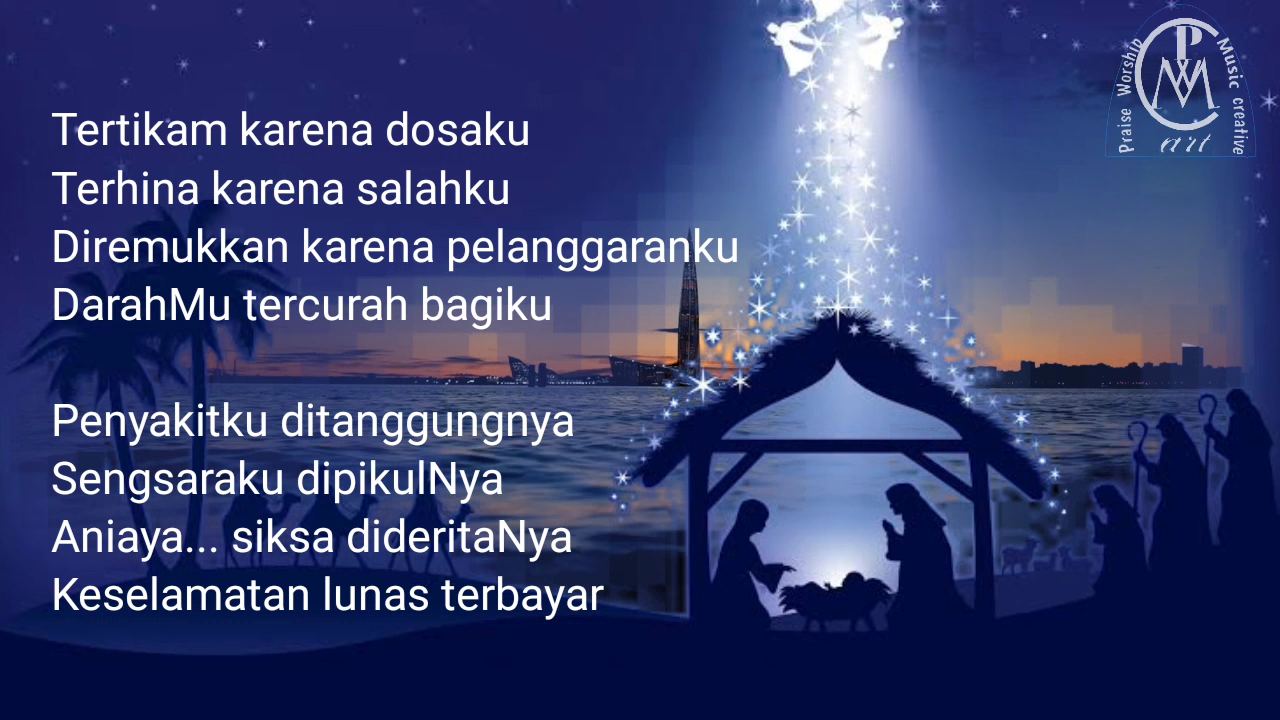 Tertikam karena dosaku
Terhina karena salahku
Diremukkan karena pelanggaranku
DarahMu tercurah bagiku
Penyakitku ditanggungnya
Sengsaraku dipikulNya
Aniaya... siksa dideritaNya
Keselamatan lunas terbayar
Praise Worship
PWMC
Music creative
art